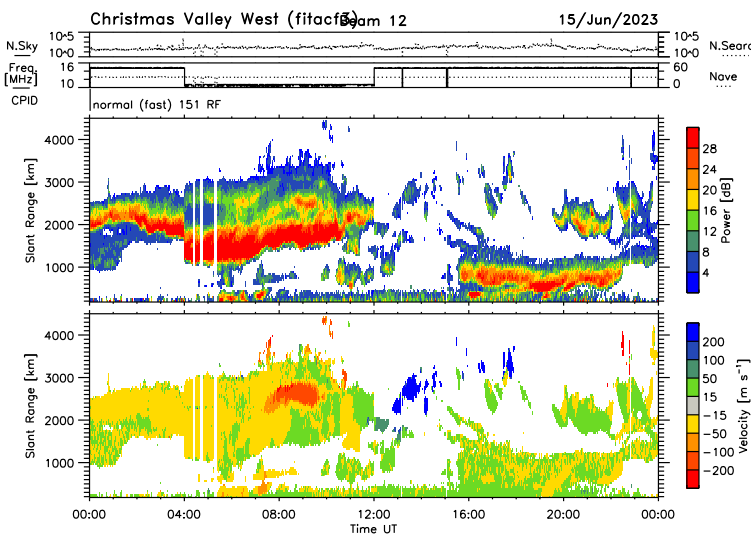 Christmas Valley West (fitacf3) Beam 12 15/Jun/2023
N.Sky 10^5 10^0 10^5 10^0 N.Searc
Freq. [MHz] 16 10 60 0 Nave
CPID normal (fast) 151 RF
Slant Range [km] 4000 3000 2000 1000
28 24 20 16 12 8 4 Power [dB]
Slant Range [km] 4000 3000 2000 1000
200 100 50 15 -15 -50 -100 -200 Velocity [m s⁻¹]
00:00 04:00 08:00 12:00 16:00 20:00 00:00
Time UT